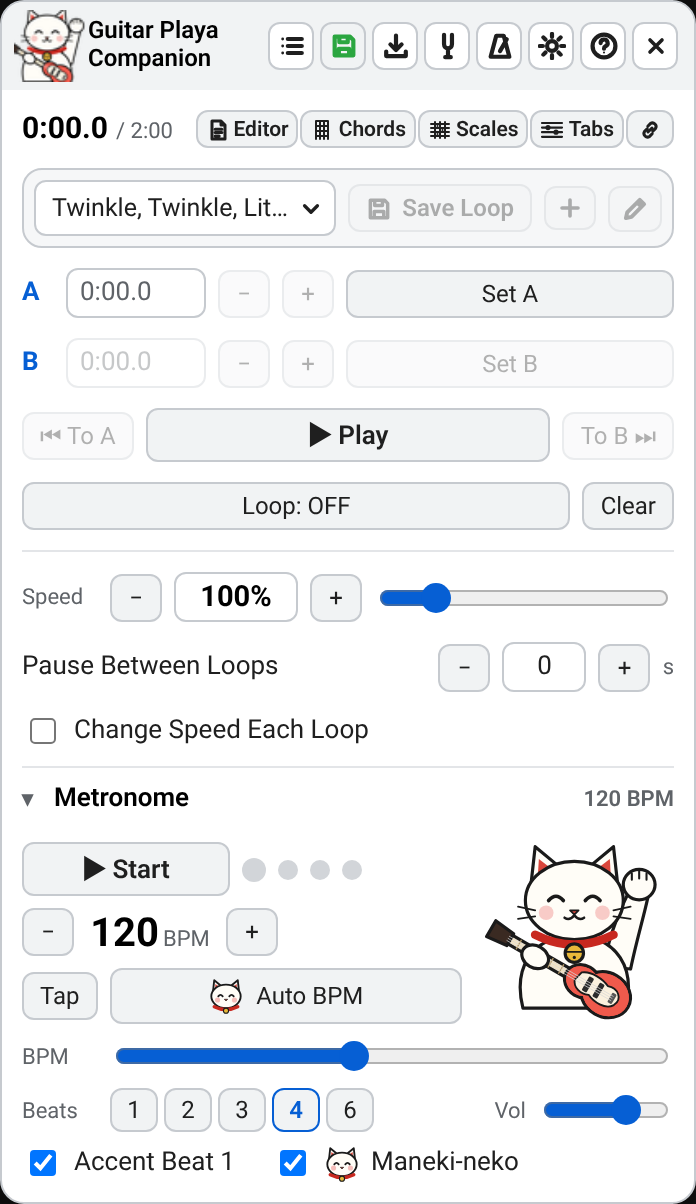 Guitar Playa
Companion
0:00.0 / 2:00 Editor Chords Scales Tabs
Twinkle, Twinkle, Lit... Save Loop +
A 0:00.0 − + Set A
B 0:00.0 − + Set B
To A Play To B
Loop: OFF Clear
Speed − 100% +
Pause Between Loops − 0 + s
Change Speed Each Loop
Metronome 120 BPM
Start
− 120 BPM +
Tap Auto BPM
BPM
Beats 1 2 3 4 6 Vol
Accent Beat 1 Maneki-neko